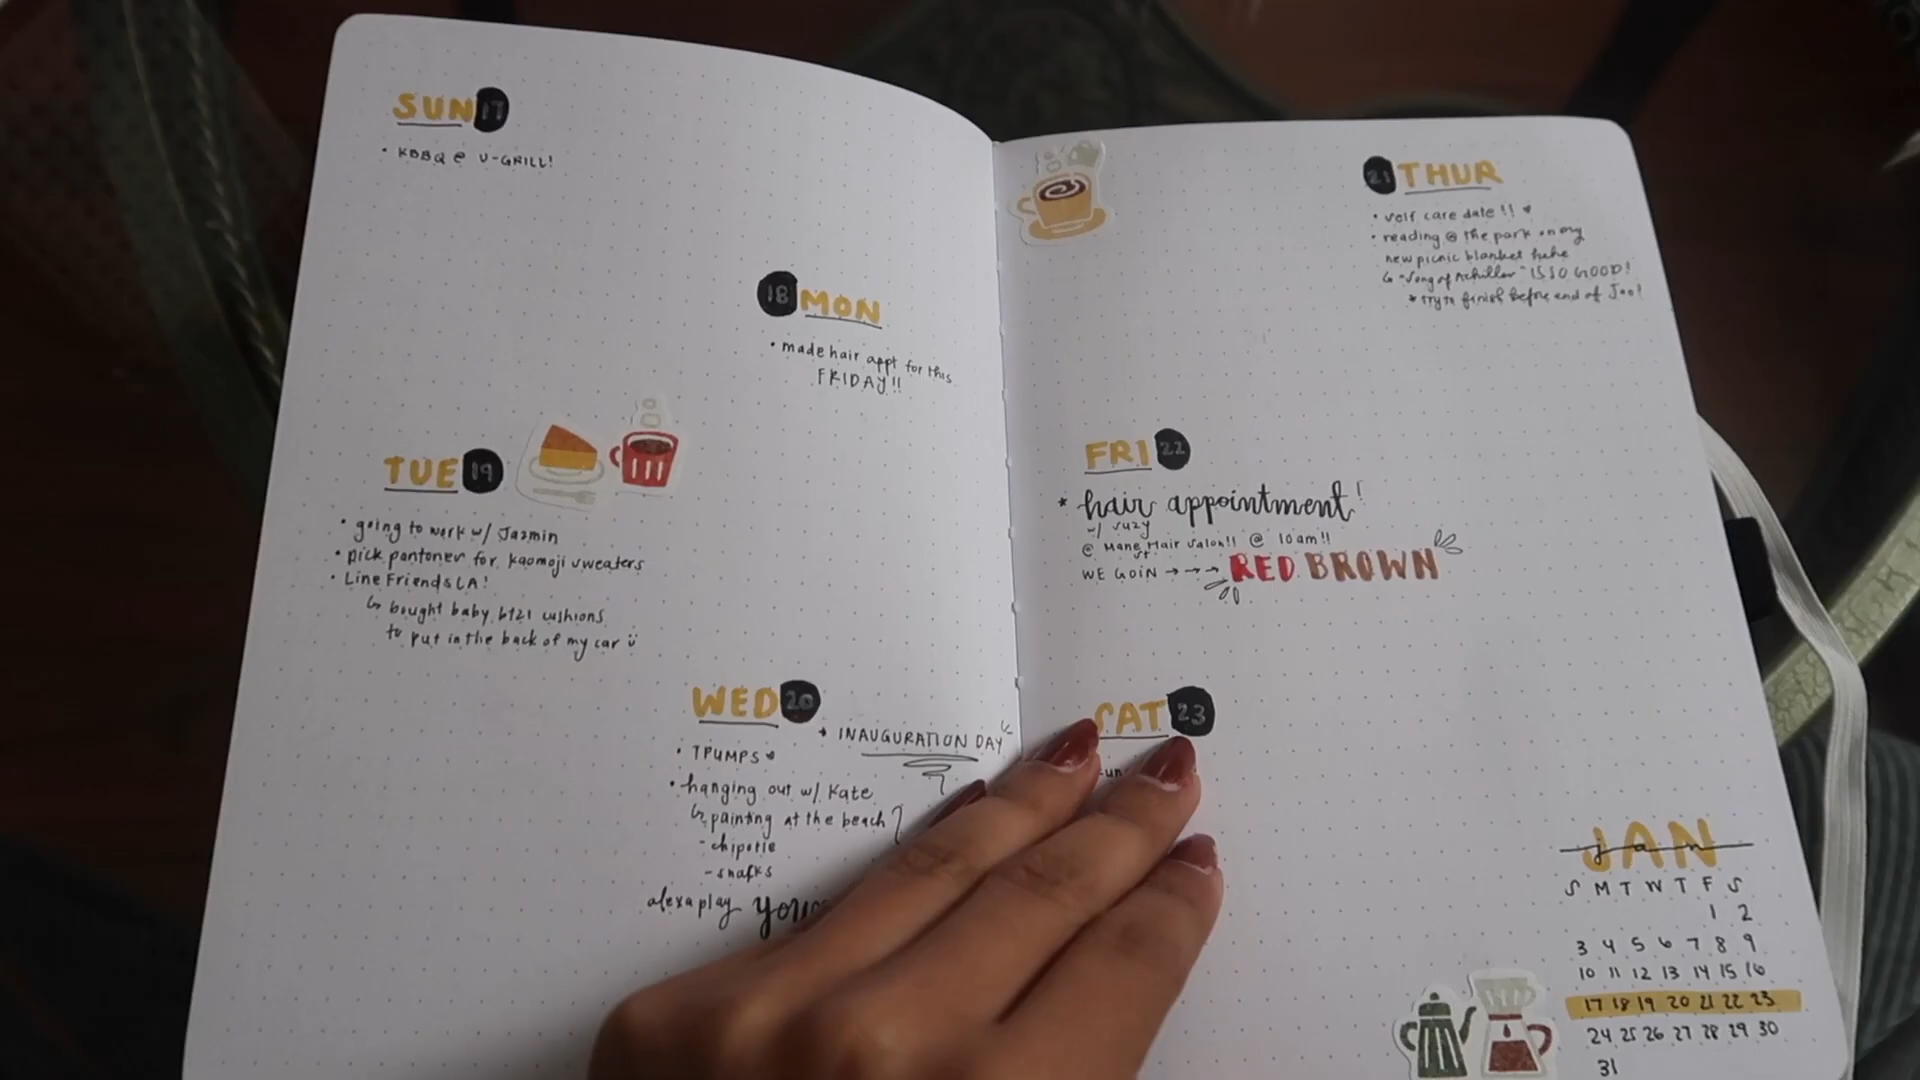 SUN 17
• KBBQ @ U-GRILL!
18 MON
• made hair appt for this
FRIDAY!!
TUE 19
• going to work w/ Jasmin
• pick pantones for kaomoji sweaters
• Line Friends LA!
↳ bought baby bt21 cushions
to put in the back of my car ü
WED 20
* INAUGURATION DAY
• TPUMPS ♥
• hanging out w/ Kate
↳ painting at the beach
- chipotle
- snacks
alexa play
21 THUR
• self care date!! ♥
• reading @ the park on my
new picnic blanket hehe
↳ "Song of Achilles" IS SO GOOD!
* try to finish before end of Jan!
FRI 22
* hair appointment!
w/ Suzy
@ Mane St Hair Salon!! @ 10am!!
WE GOIN → → → RED BROWN
SAT 23
JAN
jan
S M T W T F S
1 2
3 4 5 6 7 8 9
10 11 12 13 14 15 16
17 18 19 20 21 22 23
24 25 26 27 28 29 30
31